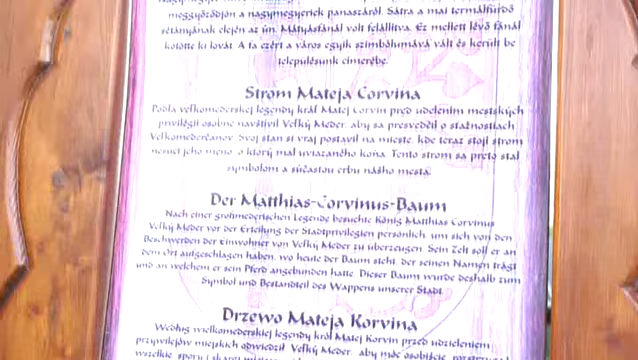 meggyőződjön a nagymegyeriek panaszáról. Sátra a mai termálfürdő
sétányának elején az ún. Mátyásfánál volt felállítva. Ez mellett lévő fánál
kötötte ki lovát. A fa ezért a város egyik szimbólumává vált és került be
településünk címerébe.
Strom Mateja Corvina
Podľa veľkomederskej legendy kráľ Matej Corvin pred udelením mestských
privilégií osobne navštívil Veľký Meder, aby sa presvedčil o sťažnostiach
Veľkomederčanov. Svoj stan si vraj postavil na mieste, kde teraz stojí strom
nesúci jeho meno, o ktorý mal uviazaného koňa. Tento strom sa preto stal
symbolom a súčasťou erbu nášho mesta.
Der Matthias-Corvinus-Baum
Nach einer großmederischen Legende besuchte König Matthias Corvinus
Veľký Meder vor der Erteilung der Stadtprivilegien persönlich, um sich von den
Beschwerden der Einwohner von Veľký Meder zu überzeugen. Sein Zelt soll er an
dem Ort aufgeschlagen haben, wo heute der Baum steht, der seinen Namen trägt
und an welchem er sein Pferd angebunden hatte. Dieser Baum wurde deshalb zum
Symbol und Bestandteil des Wappens unserer Stadt.
Drzewo Mateja Korvina
Według wielkomederskiej legendy król Matej Korvin przed udzieleniem
przywilejów miejskich odwiedził Veľký Meder, aby móc osobiście
wszelkie spory i skargi